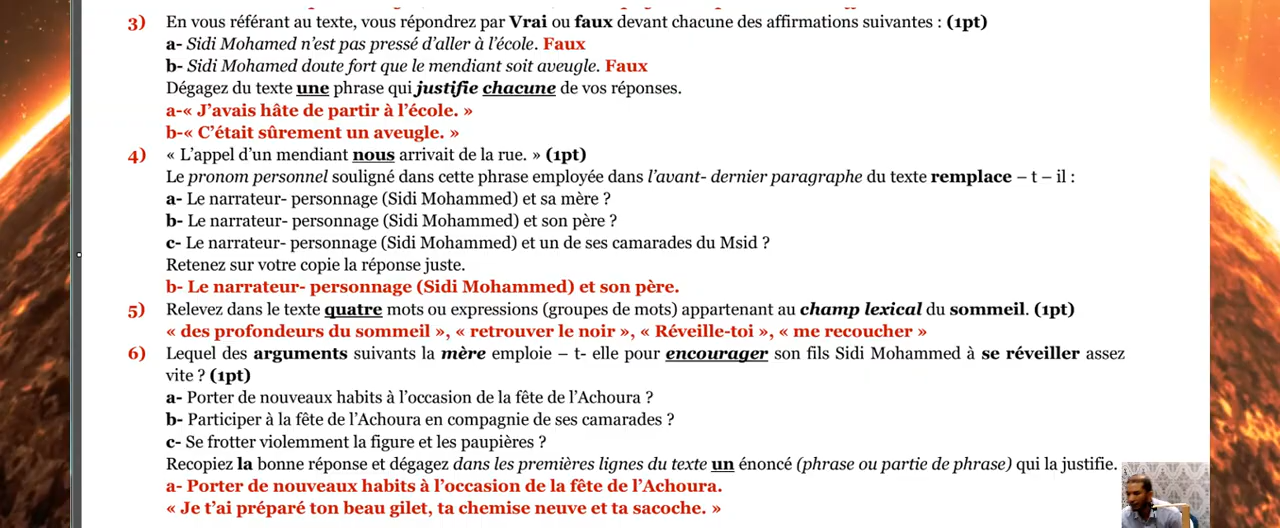 3) En vous référant au texte, vous répondrez par Vrai ou faux devant chacune des affirmations suivantes : (1pt)
a- Sidi Mohamed n'est pas pressé d'aller à l'école. Faux
b- Sidi Mohamed doute fort que le mendiant soit aveugle. Faux
Dégagez du texte une phrase qui justifie chacune de vos réponses.
a-« J'avais hâte de partir à l'école. »
b-« C'était sûrement un aveugle. »
4) « L'appel d'un mendiant nous arrivait de la rue. » (1pt)
Le pronom personnel souligné dans cette phrase employée dans l'avant- dernier paragraphe du texte remplace – t – il :
a- Le narrateur- personnage (Sidi Mohammed) et sa mère ?
b- Le narrateur- personnage (Sidi Mohammed) et son père ?
c- Le narrateur- personnage (Sidi Mohammed) et un de ses camarades du Msid ?
Retenez sur votre copie la réponse juste.
b- Le narrateur- personnage (Sidi Mohammed) et son père.
5) Relevez dans le texte quatre mots ou expressions (groupes de mots) appartenant au champ lexical du sommeil. (1pt)
« des profondeurs du sommeil », « retrouver le noir », « Réveille-toi », « me recoucher »
6) Lequel des arguments suivants la mère emploie – t- elle pour encourager son fils Sidi Mohammed à se réveiller assez
vite ? (1pt)
a- Porter de nouveaux habits à l'occasion de la fête de l'Achoura ?
b- Participer à la fête de l'Achoura en compagnie de ses camarades ?
c- Se frotter violemment la figure et les paupières ?
Recopiez la bonne réponse et dégagez dans les premières lignes du texte un énoncé (phrase ou partie de phrase) qui la justifie.
a- Porter de nouveaux habits à l'occasion de la fête de l'Achoura.
« Je t'ai préparé ton beau gilet, ta chemise neuve et ta sacoche. »